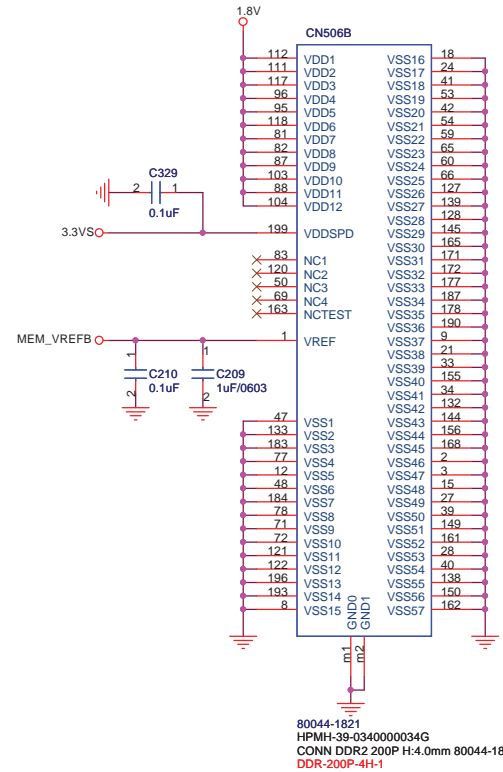 1.8V
CN506B
112 VDD1 VSS16 18
111 VDD2 VSS17 24
117 VDD3 VSS18 41
96 VDD4 VSS19 53
95 VDD5 VSS20 42
118 VDD6 VSS21 54
81 VDD7 VSS22 59
82 VDD8 VSS23 65
87 VDD9 VSS24 60
103 VDD10 VSS25 66
88 VDD11 VSS26 127
104 VDD12 VSS27 139
VSS28 128
C329
2 1
0.1uF
3.3VS
199 VDDSPD VSS29 145
VSS30 165
83 NC1 VSS31 171
120 NC2 VSS32 172
50 NC3 VSS33 177
69 NC4 VSS34 187
163 NCTEST VSS35 178
VSS36 190
MEM_VREFB
1 VREF VSS37 9
VSS38 21
VSS39 33
VSS40 155
VSS41 34
VSS42 132
1 1
C210 C209
0.1uF 1uF/0603
2 2
47 VSS1 VSS43 144
133 VSS2 VSS44 156
183 VSS3 VSS45 168
77 VSS4 VSS46 2
12 VSS5 VSS47 3
48 VSS6 VSS48 15
184 VSS7 VSS49 27
78 VSS8 VSS50 39
71 VSS9 VSS51 149
72 VSS10 VSS52 161
121 VSS11 VSS53 28
122 VSS12 VSS54 40
196 VSS13 VSS55 138
193 VSS14 VSS56 150
8 VSS15 VSS57 162
GND0 GND1
m1 m2
80044-1821
HPMH-39-0340000034G
CONN DDR2 200P H:4.0mm 80044-18
DDR-200P-4H-1